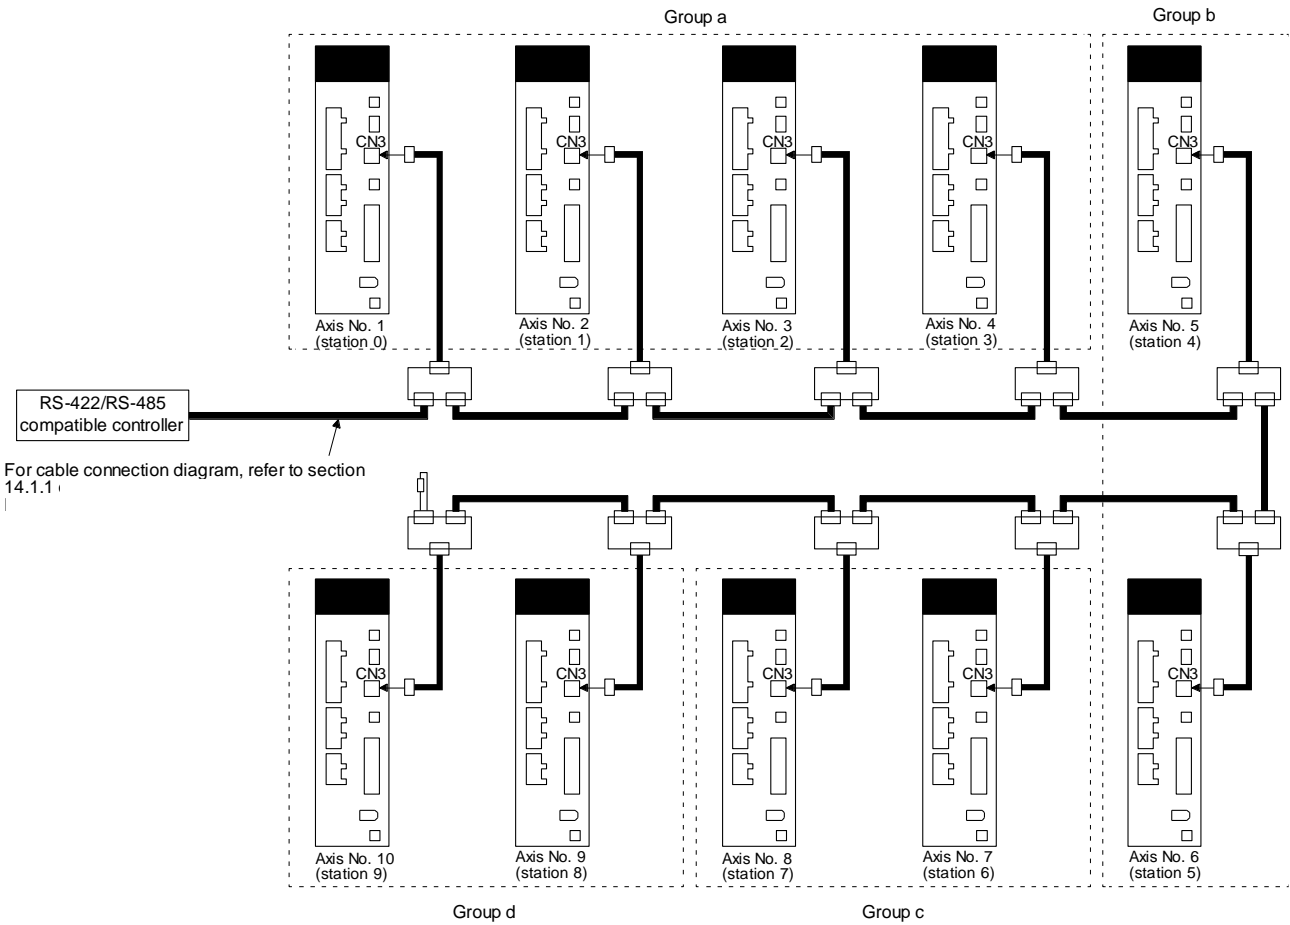 Group a
Group b
CN3
CN3
CN3
CN3
CN3
Axis No. 1
(station 0)
Axis No. 2
(station 1)
Axis No. 3
(station 2)
Axis No. 4
(station 3)
Axis No. 5
(station 4)
RS-422/RS-485
compatible controller
For cable connection diagram, refer to section
14.1.1
CN3
CN3
CN3
CN3
CN3
Axis No. 10
(station 9)
Axis No. 9
(station 8)
Axis No. 8
(station 7)
Axis No. 7
(station 6)
Axis No. 6
(station 5)
Group d
Group c